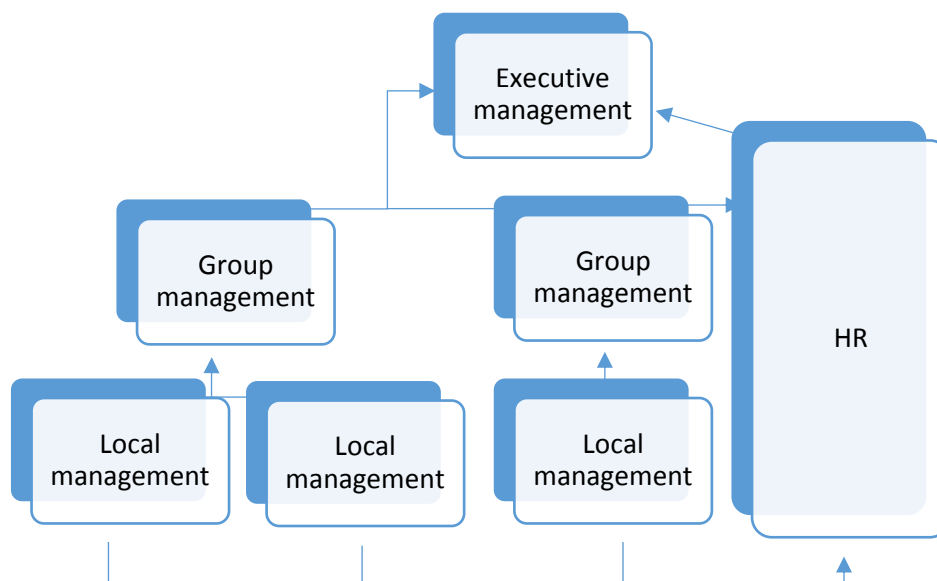 Executive
management
Group
management
Group
management
HR
Local
management
Local
management
Local
management